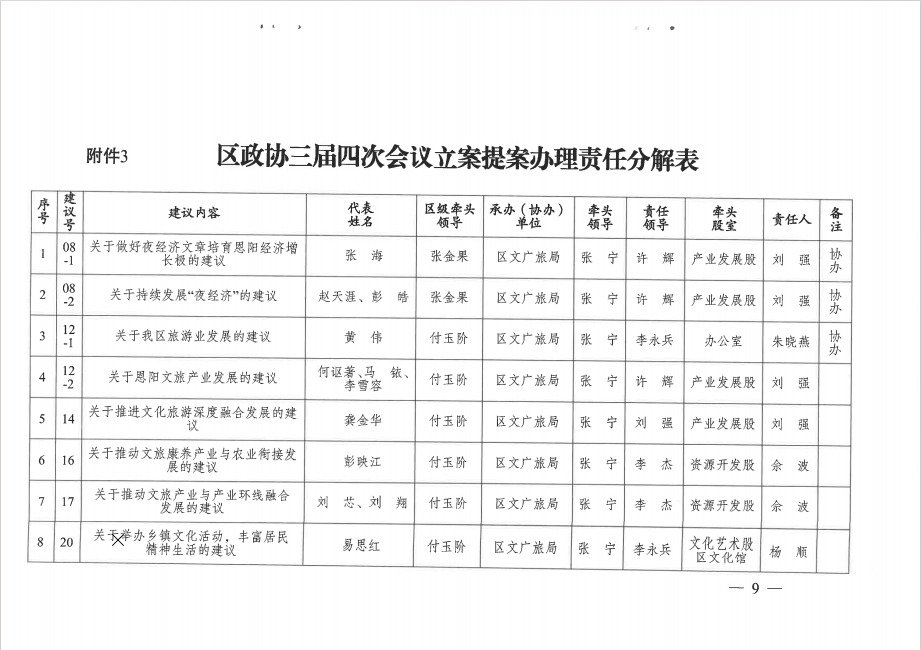 附件3
区政协三届四次会议立案提案办理责任分解表
序号 建议号 建议内容 代表姓名 区级牵头领导 承办（协办）单位 牵头领导 责任领导 牵头股室 责任人 备注
1 08-1 关于做好夜经济文章培育恩阳经济增长极的建议 张 海 张金果 区文广旅局 张 宁 许 辉 产业发展股 刘 强 协办
2 08-2 关于持续发展“夜经济”的建议 赵天涯、彭 皓 张金果 区文广旅局 张 宁 许 辉 产业发展股 刘 强 协办
3 12-1 关于我区旅游业发展的建议 黄 伟 付玉阶 区文广旅局 张 宁 李永兵 办公室 朱晓燕 协办
4 12-2 关于恩阳文旅产业发展的建议 何讴著、马 铱、李雪容 付玉阶 区文广旅局 张 宁 许 辉 产业发展股 刘 强
5 14 关于推进文化旅游深度融合发展的建议 龚金华 付玉阶 区文广旅局 张 宁 刘 强 产业发展股 刘 强
6 16 关于推动文旅康养产业与农业衔接发展的建议 彭映江 付玉阶 区文广旅局 张 宁 李 杰 资源开发股 余 波
7 17 关于推动文旅产业与产业环线融合发展的建议 刘 芯、刘 翔 付玉阶 区文广旅局 张 宁 李 杰 资源开发股 余 波
8 20 关于举办乡镇文化活动，丰富居民精神生活的建议 易思红 付玉阶 区文广旅局 张 宁 李永兵 文化艺术股区文化馆 杨 顺
— 9 —